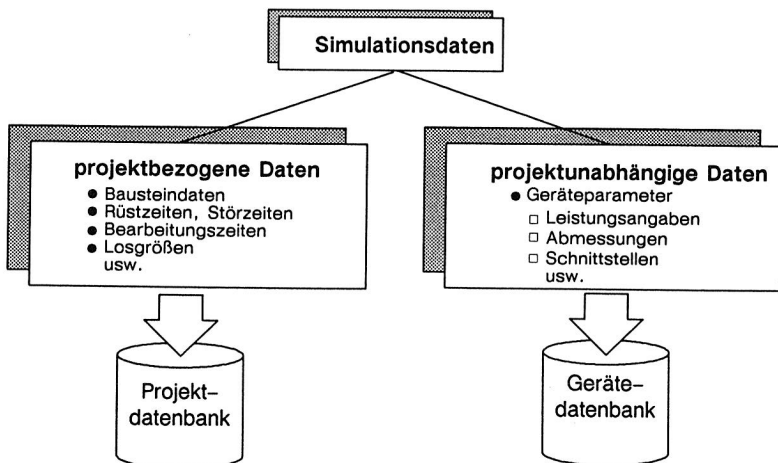 Simulationsdaten
projektbezogene Daten
● Bausteindaten
● Rüstzeiten, Störzeiten
● Bearbeitungszeiten
● Losgrößen
usw.
projektunabhängige Daten
● Geräteparameter
□ Leistungsangaben
□ Abmessungen
□ Schnittstellen
usw.
Projekt-
datenbank
Geräte-
datenbank